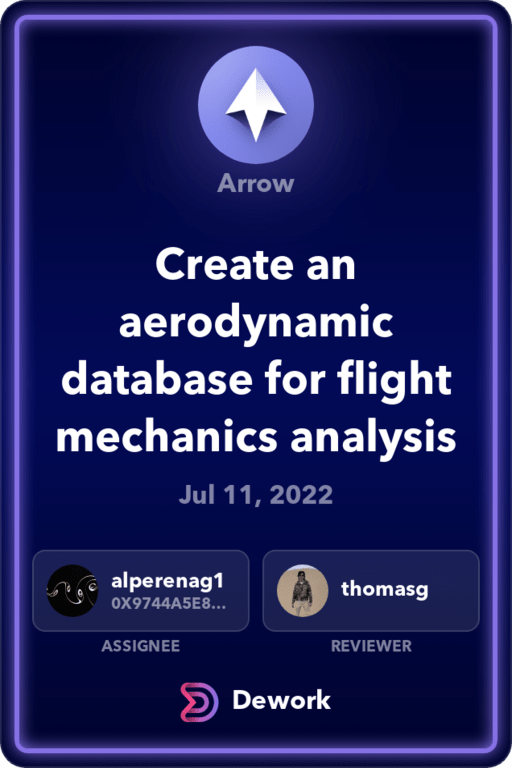 Arrow
Create an
aerodynamic
database for flight
mechanics analysis
Jul 11, 2022
alperenag1
0X9744A5E8...
thomasg
ASSIGNEE
REVIEWER
Dework